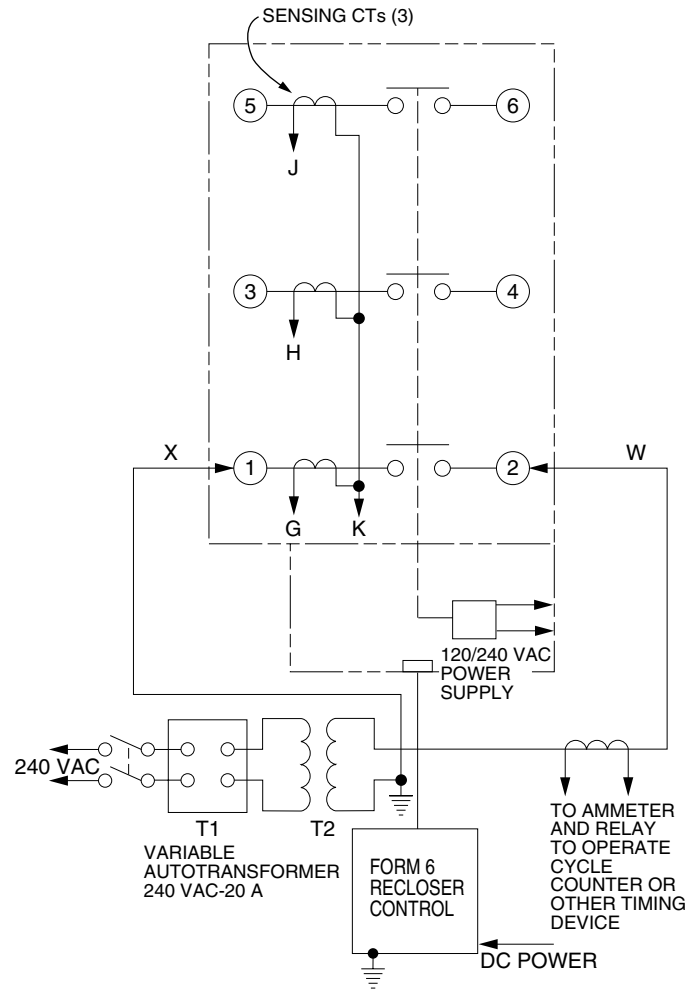 SENSING CTs (3)
5
6
J
3
4
H
X
1
2
W
G
K
120/240 VAC
POWER
SUPPLY
240 VAC
T1
T2
VARIABLE
AUTOTRANSFORMER
240 VAC-20 A
FORM 6
RECLOSER
CONTROL
TO AMMETER
AND RELAY
TO OPERATE
CYCLE
COUNTER OR
OTHER TIMING
DEVICE
DC POWER